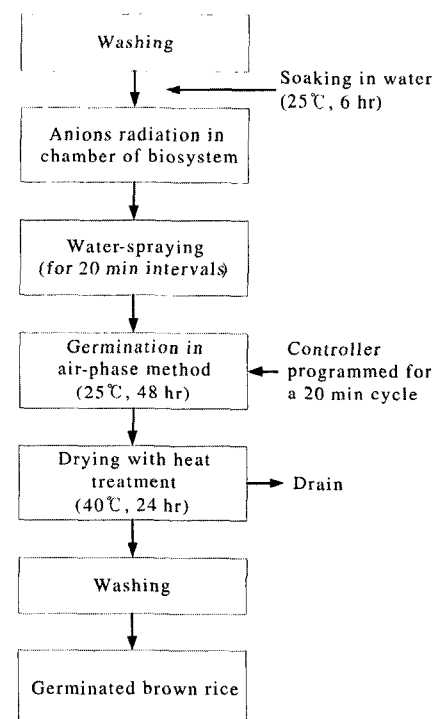 Washing
Soaking in water
(25℃, 6 hr)
Anions radiation in
chamber of biosystem
Water-spraying
(for 20 min intervals)
Germination in
air-phase method
(25℃, 48 hr)
Controller
programmed for
a 20 min cycle
Drying with heat
treatment
(40℃, 24 hr)
Drain
Washing
Germinated brown rice